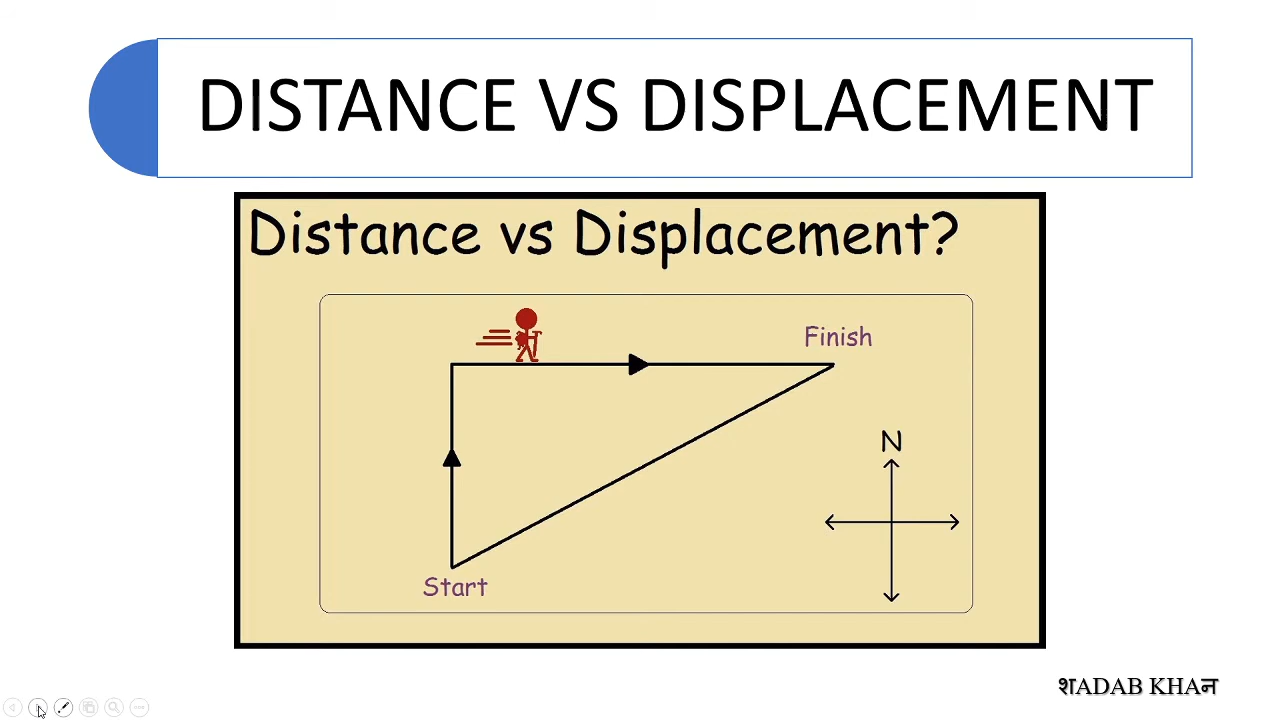 DISTANCE VS DISPLACEMENT
Distance vs Displacement?
Finish
N
Start
शADAB KHAन